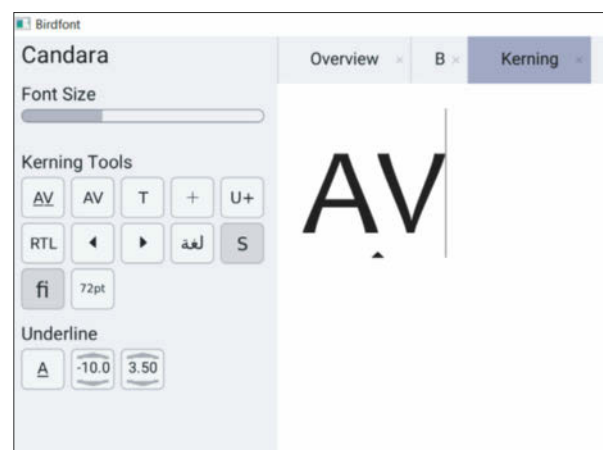 Birdfont
Candara
Overview × B × Kerning ×
Font Size
Kerning Tools
AV AV T + U+
RTL لغة S
fi 72pt
Underline
A -10.0 3.50
AV